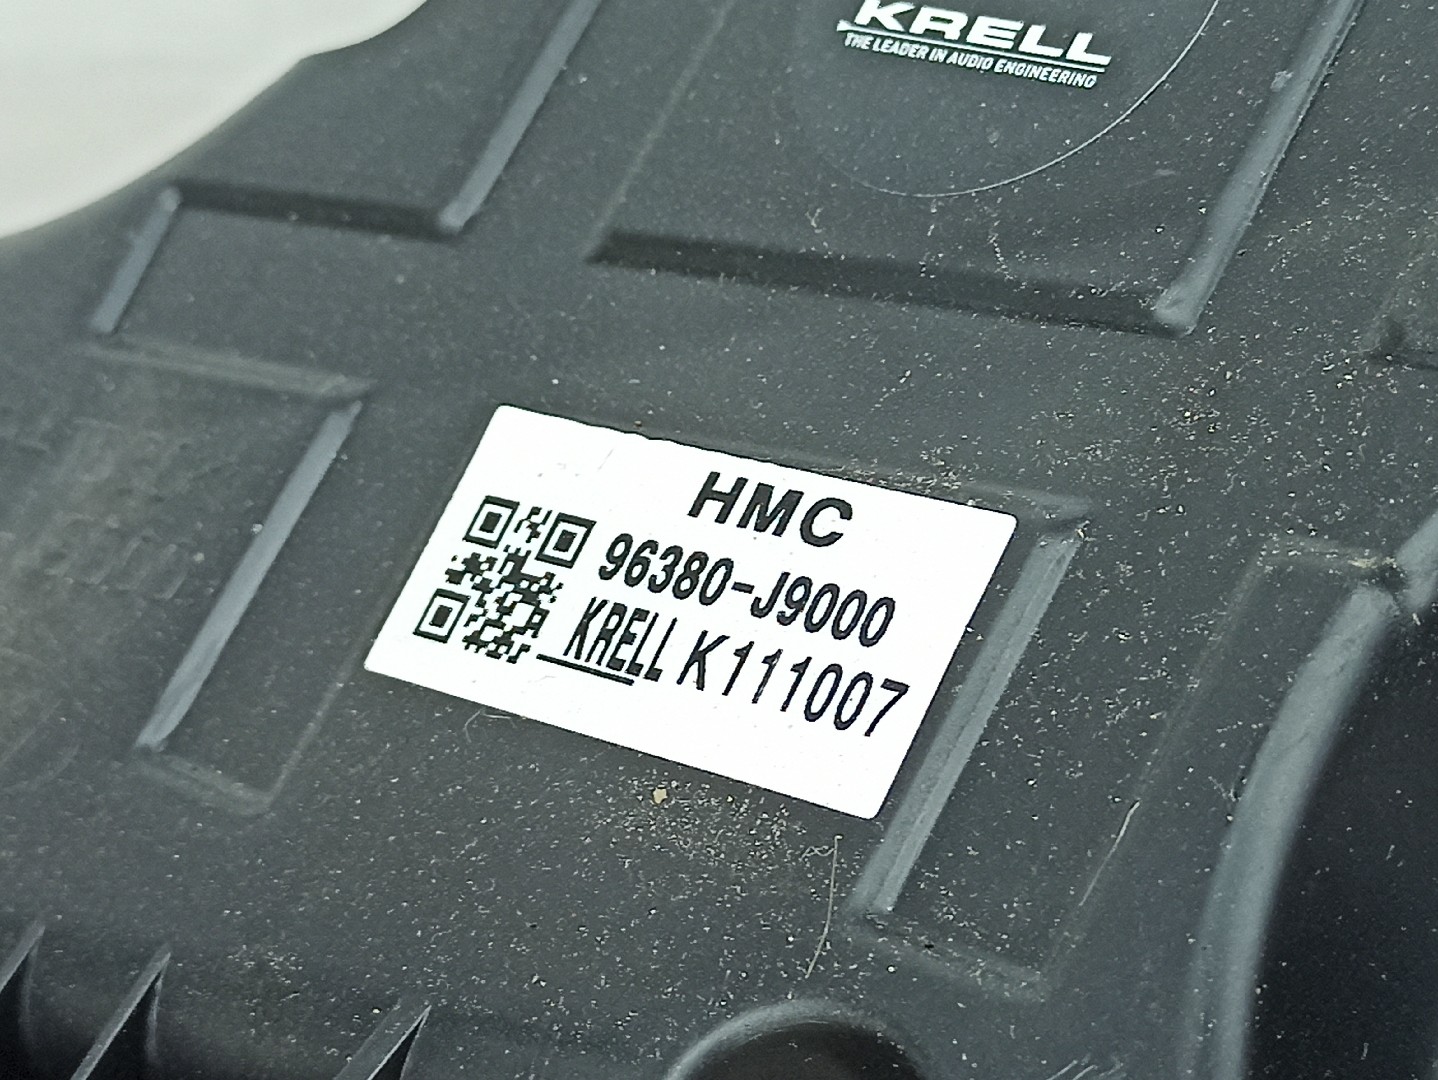 KRELL
THE LEADER IN AUDIO ENGINEERING
HMC
96380-J9000
KRELL K111007